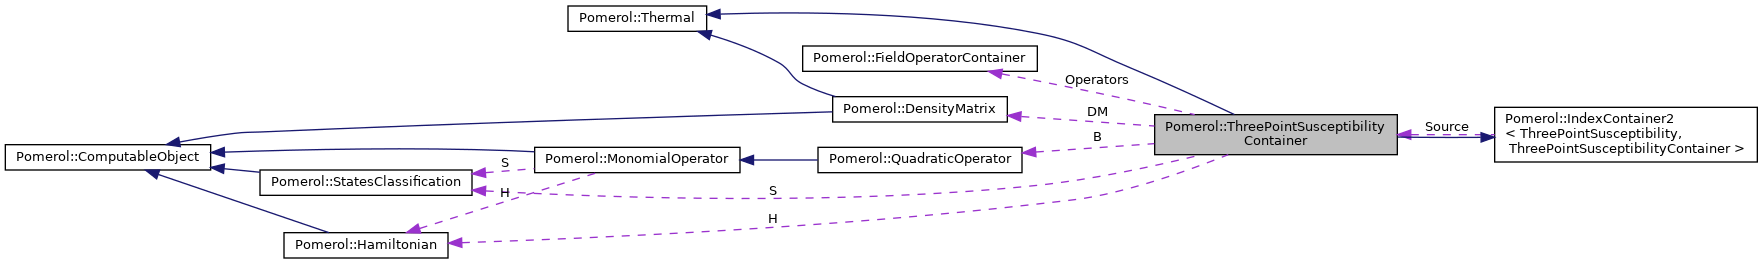 Pomerol::Thermal
Pomerol::FieldOperatorContainer
Operators
Pomerol::DensityMatrix
DM
Pomerol::ThreePointSusceptibility
Container
Source
Pomerol::IndexContainer2
< ThreePointSusceptibility,
ThreePointSusceptibilityContainer >
B
Pomerol::ComputableObject
Pomerol::MonomialOperator
Pomerol::QuadraticOperator
S
Pomerol::StatesClassification
H
S
H
Pomerol::Hamiltonian